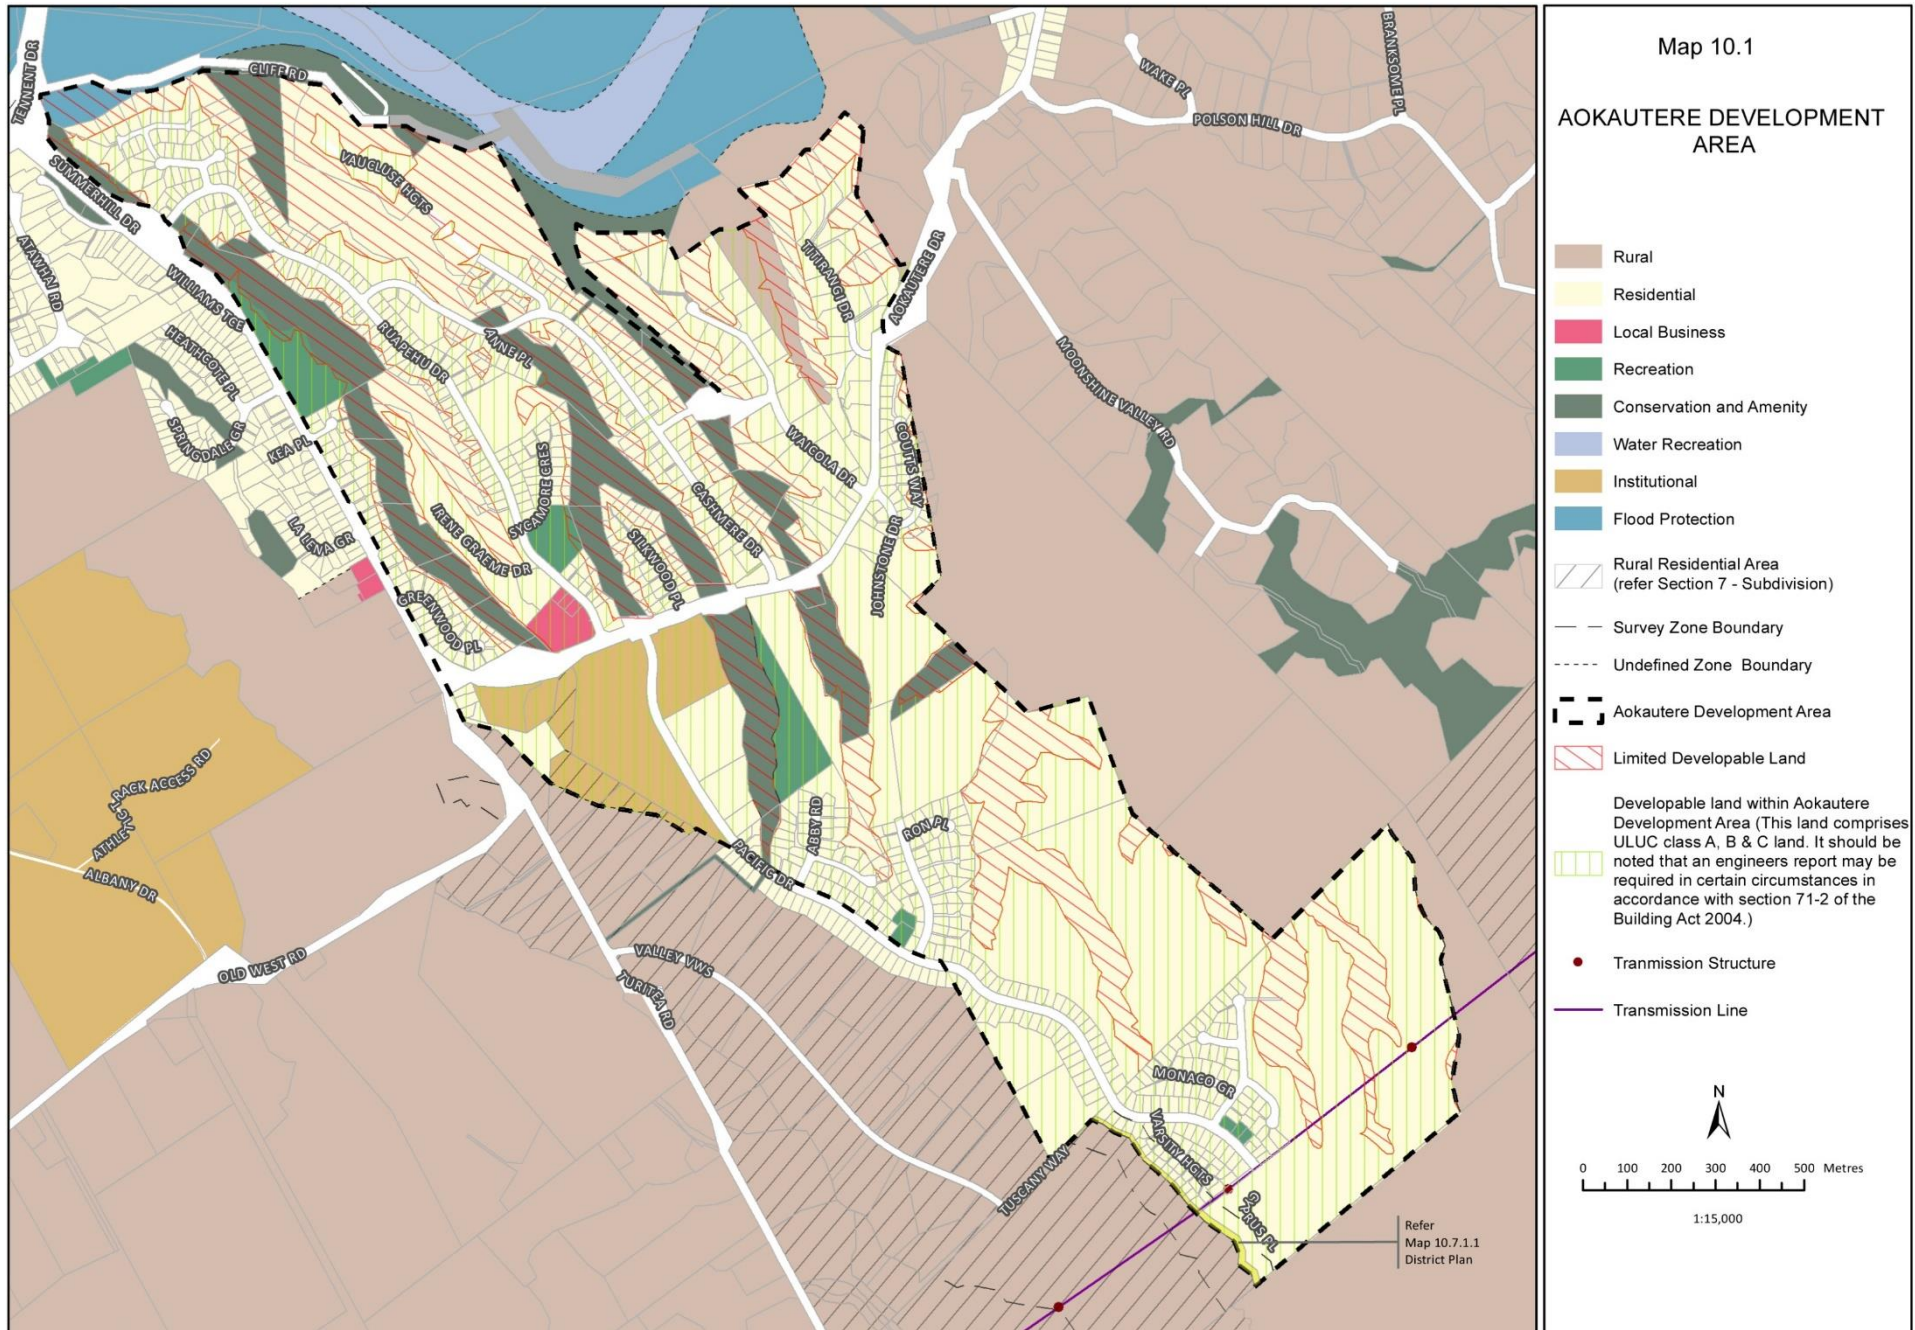 Map 10.1
AOKAUTERE DEVELOPMENT
AREA
Rural
Residential
Local Business
Recreation
Conservation and Amenity
Water Recreation
Institutional
Flood Protection
Rural Residential Area
(refer Section 7 - Subdivision)
Survey Zone Boundary
Undefined Zone Boundary
Aokautere Development Area
Limited Developable Land
Developable land within Aokautere
Development Area (This land comprises
ULUC class A, B & C land. It should be
noted that an engineers report may be
required in certain circumstances in
accordance with section 71-2 of the
Building Act 2004.)
Tranmission Structure
Transmission Line
N
0 100 200 300 400 500 Metres
1:15,000
TENNENT DR
CLIFF RD
SUMMERHILL DR
VAUCLUSE HGTS
ATAWHAI RD
WILLIAMS TCE
HEATHCOTE PL
SPRINGDALE GR
KEA PL
LA LENA GR
RUAPEHU DR
ANNE PL
SYCAMORE CRES
IRENE GRAEME DR
GREENWOOD PL
SILKWOOD PL
CASHMERE DR
WAICOLA DR
TITIRANGI DR
AOKAUTERE DR
COUTTS WAY
JOHNSTONE DR
WAKE PL
POLSON HILL DR
BRANKSOME PL
MOONSHINE VALLEY RD
ATHLETICS TRACK ACCESS RD
ALBANY DR
OLD WEST RD
TURITEA RD
VALLEY VWS
PACIFIC DR
ABBY RD
RON PL
MONACO GR
VARSITY HGTS
TUSCANY WAY
Refer
Map 10.7.1.1
District Plan